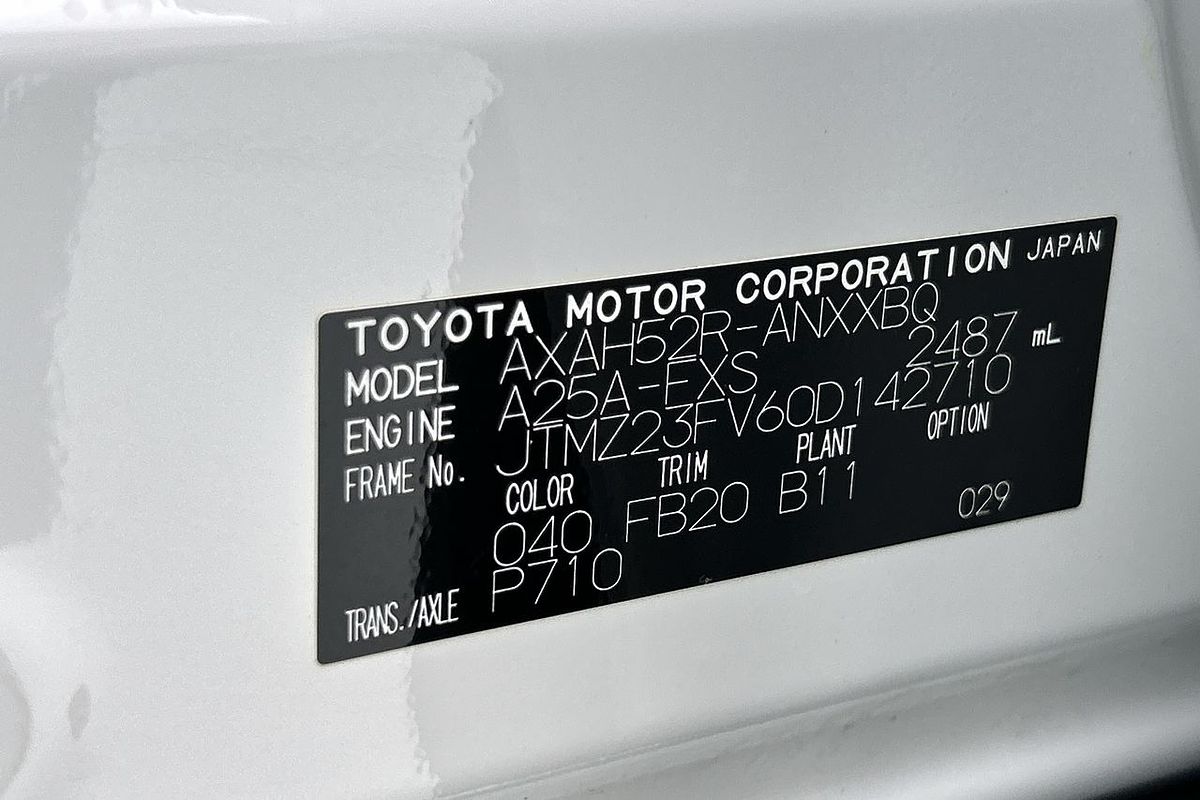 TOYOTA MOTOR CORPORATION JAPAN
MODEL AXAH52R-ANXXBQ
ENGINE A25A-FXS 2487 mL
FRAME No. JTMZ23FV60D142710
COLOR TRIM PLANT OPTION
040 FB20 B11 029
TRANS./AXLE P710